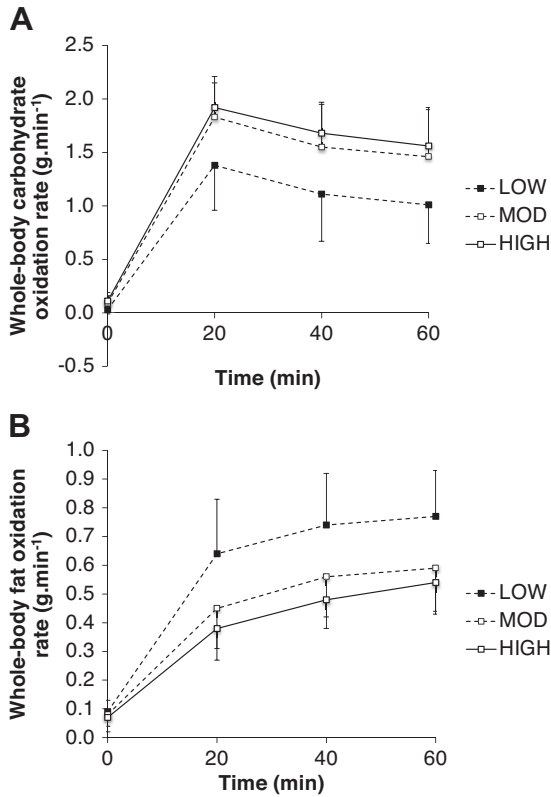 A
Whole-body carbohydrate
oxidation rate (g.min-1)
2.5
2.0
1.5
1.0
0.5
0.0
-0.5
0
20
40
60
Time (min)
LOW
MOD
HIGH
B
Whole-body fat oxidation
rate (g.min-1)
1.0
0.9
0.8
0.7
0.6
0.5
0.4
0.3
0.2
0.1
0.0
0
20
40
60
Time (min)
LOW
MOD
HIGH